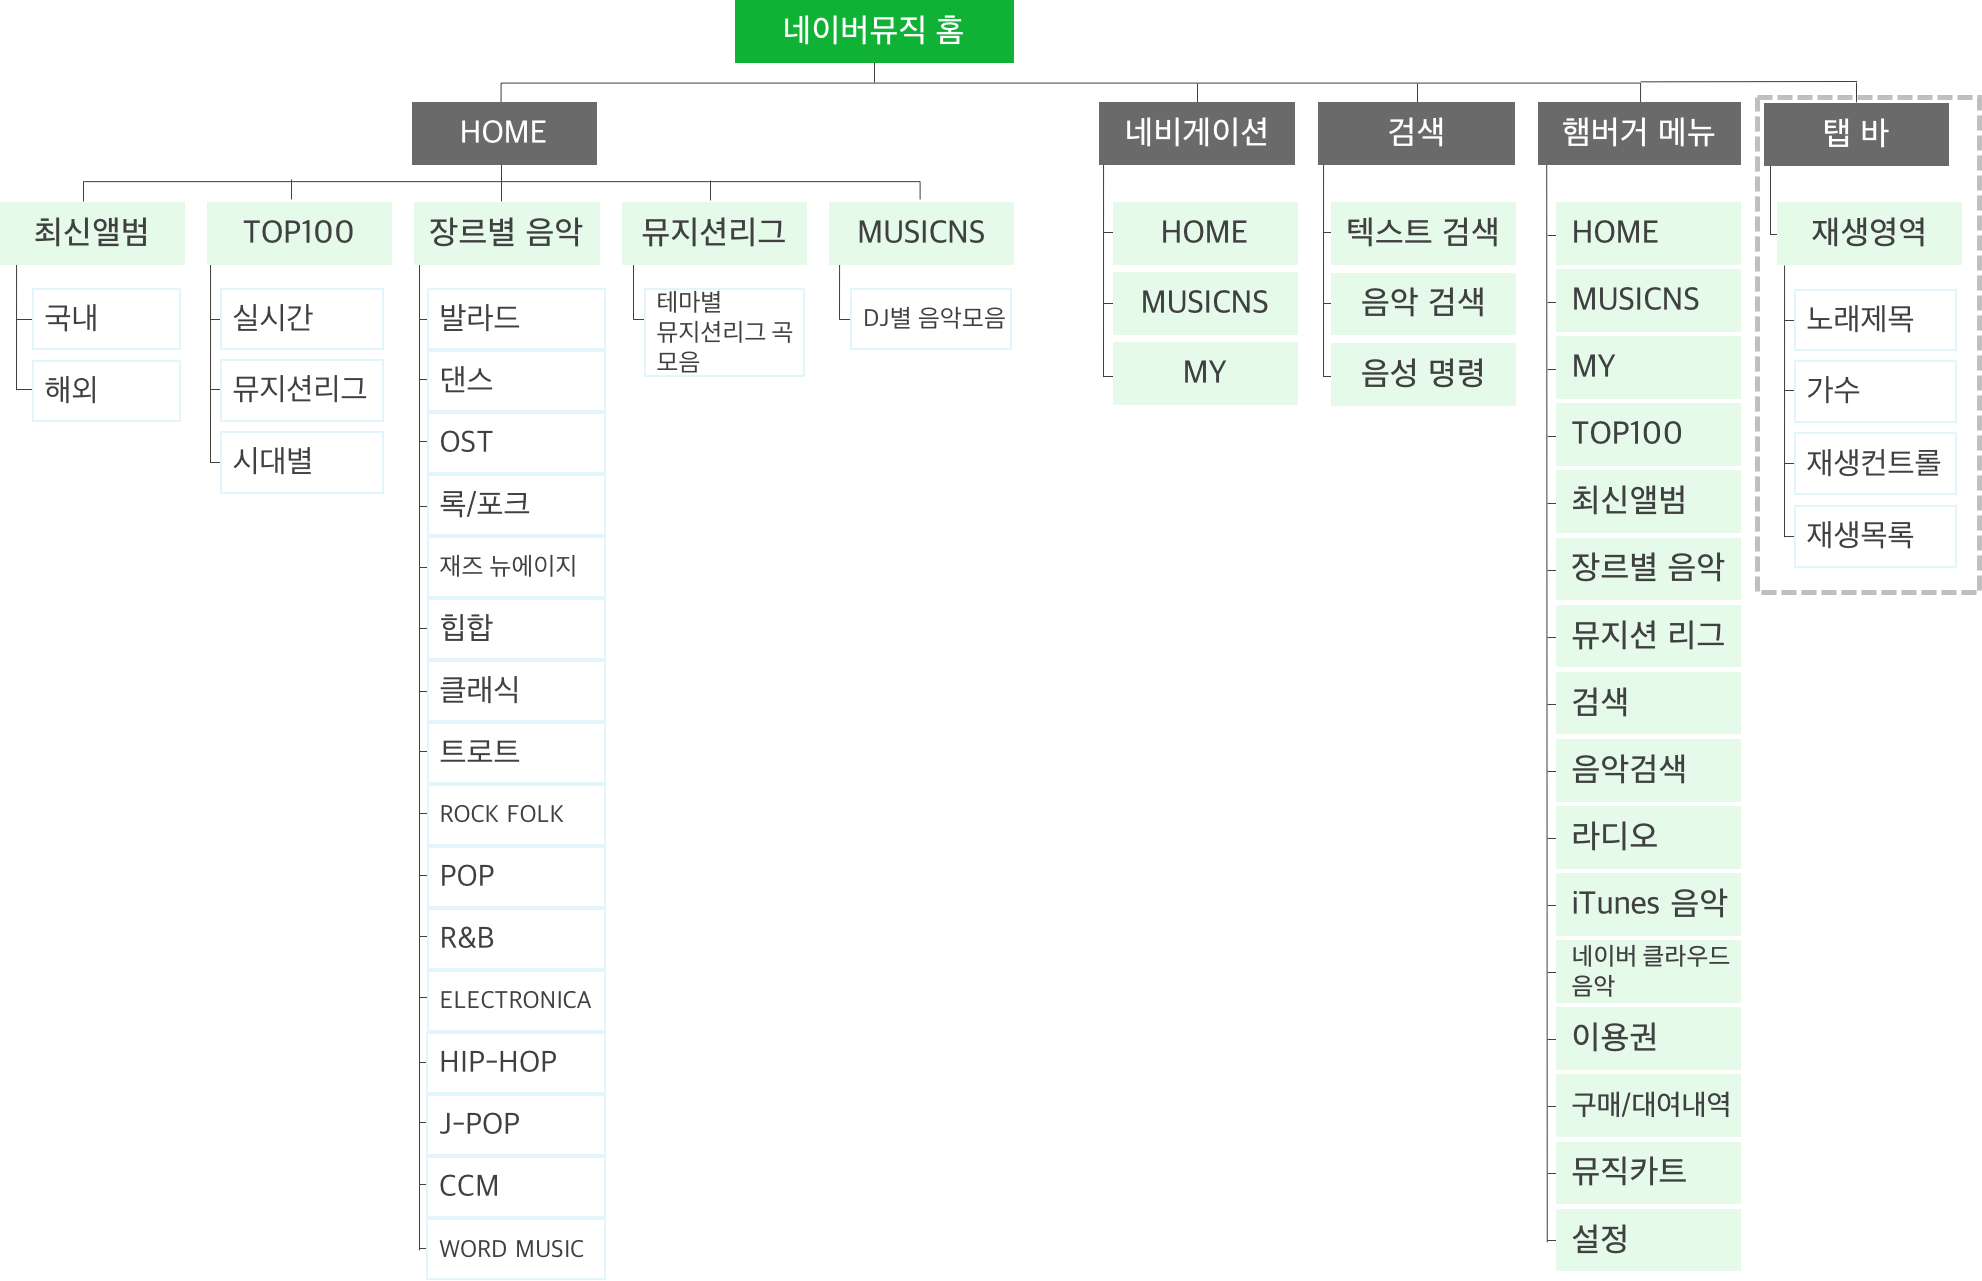 네이버뮤직 홈
HOME
네비게이션
검색
햄버거 메뉴
탭 바
최신앨범
국내
해외
TOP100
실시간
뮤지션리그
시대별
장르별 음악
발라드
댄스
OST
록/포크
재즈 뉴에이지
힙합
클래식
트로트
ROCK FOLK
POP
R&B
ELECTRONICA
HIP-HOP
J-POP
CCM
WORD MUSIC
뮤지션리그
테마별
뮤지션리그 곡
모음
MUSICNS
DJ별 음악모음
HOME
MUSICNS
MY
텍스트 검색
음악 검색
음성 명령
HOME
MUSICNS
MY
TOP100
최신앨범
장르별 음악
뮤지션 리그
검색
음악검색
라디오
iTunes 음악
네이버 클라우드
음악
이용권
구매/대여내역
뮤직카트
설정
재생영역
노래제목
가수
재생컨트롤
재생목록